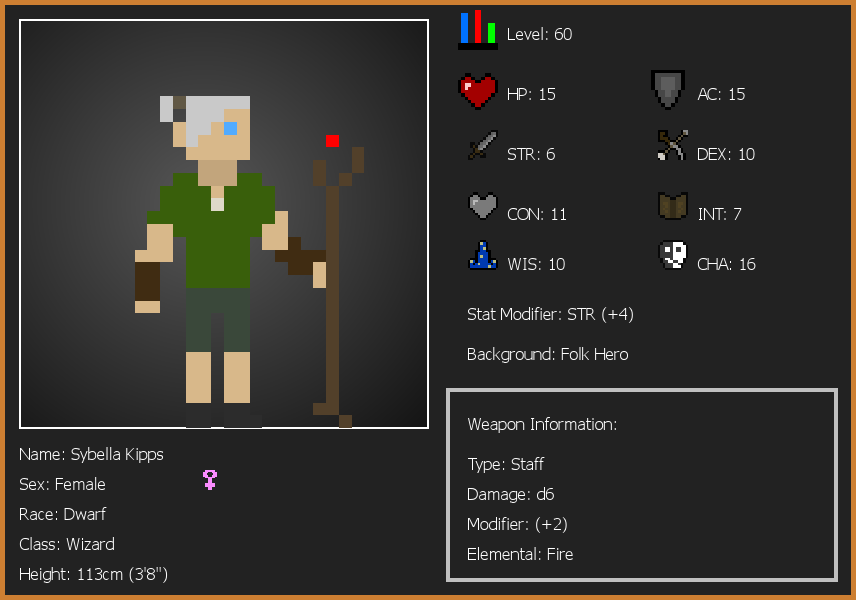 Level: 60
HP: 15
AC: 15
STR: 6
DEX: 10
CON: 11
INT: 7
WIS: 10
CHA: 16
Stat Modifier: STR (+4)
Background: Folk Hero
Weapon Information:
Type: Staff
Damage: d6
Modifier: (+2)
Elemental: Fire
Name: Sybella Kipps
Sex: Female
Race: Dwarf
Class: Wizard
Height: 113cm (3'8")